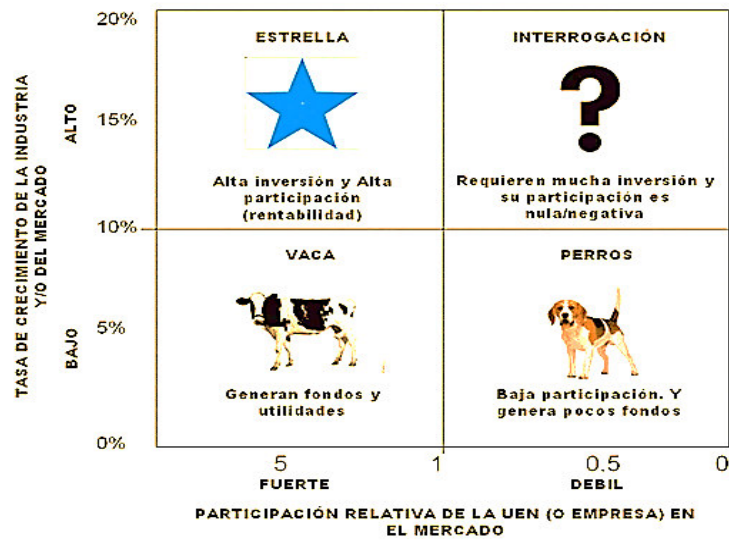 20%
ESTRELLA
INTERROGACIÓN
?
15%
ALTO
Alta inversión y Alta
participación
(rentabilidad)
Requieren mucha inversión y
su participación es
nula/negativa
10%
TASA DE CRECIMIENTO DE LA INDUSTRIA
Y/O DEL MERCADO
VACA
PERROS
5%
BAJO
Generan fondos y
utilidades
Baja participación. Y
genera pocos fondos
0%
5
1
0.5
0
FUERTE
DEBIL
PARTICIPACIÓN RELATIVA DE LA UEN (O EMPRESA) EN
EL MERCADO